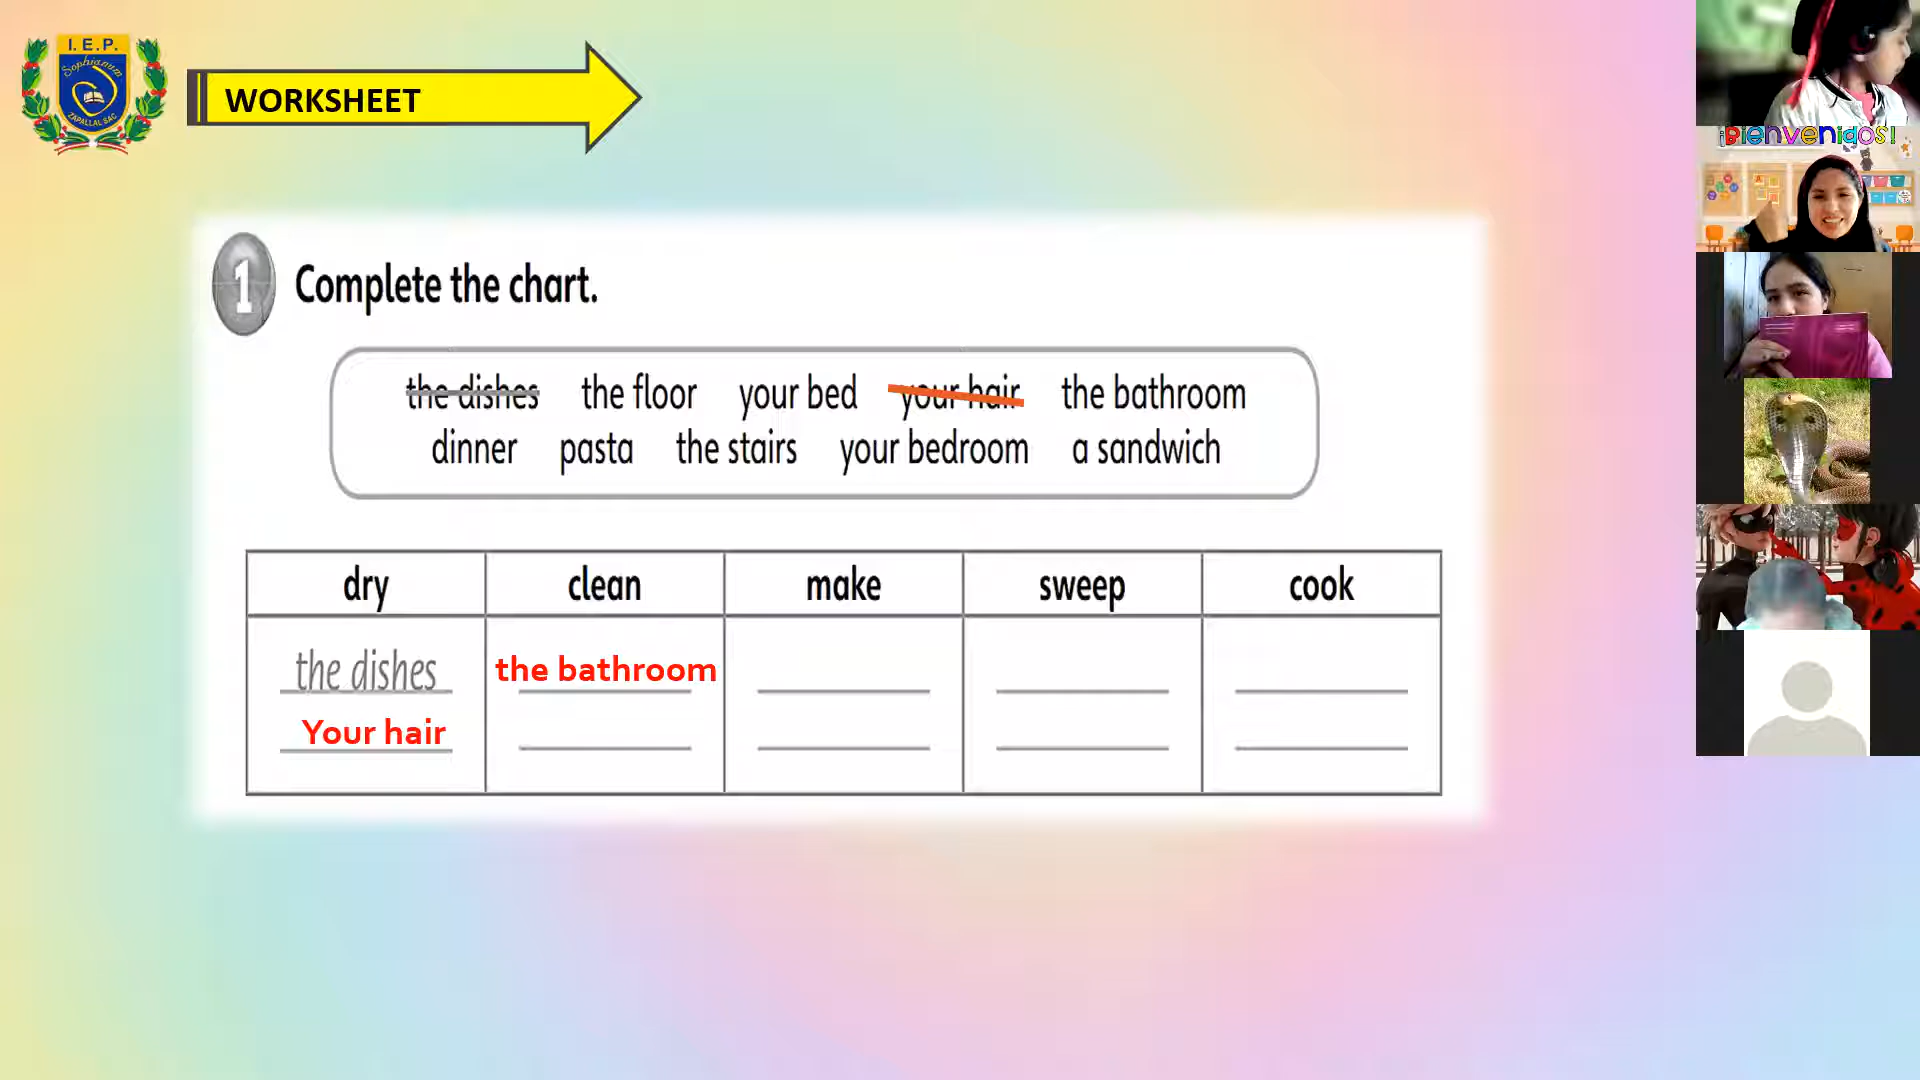 I.E.P.
Sophianum
ZAPALLAL SAC
WORKSHEET
¡Bienvenidos!
1 Complete the chart.
the dishes the floor your bed your hair the bathroom
dinner pasta the stairs your bedroom a sandwich
dry clean make sweep cook
the dishes the bathroom
Your hair